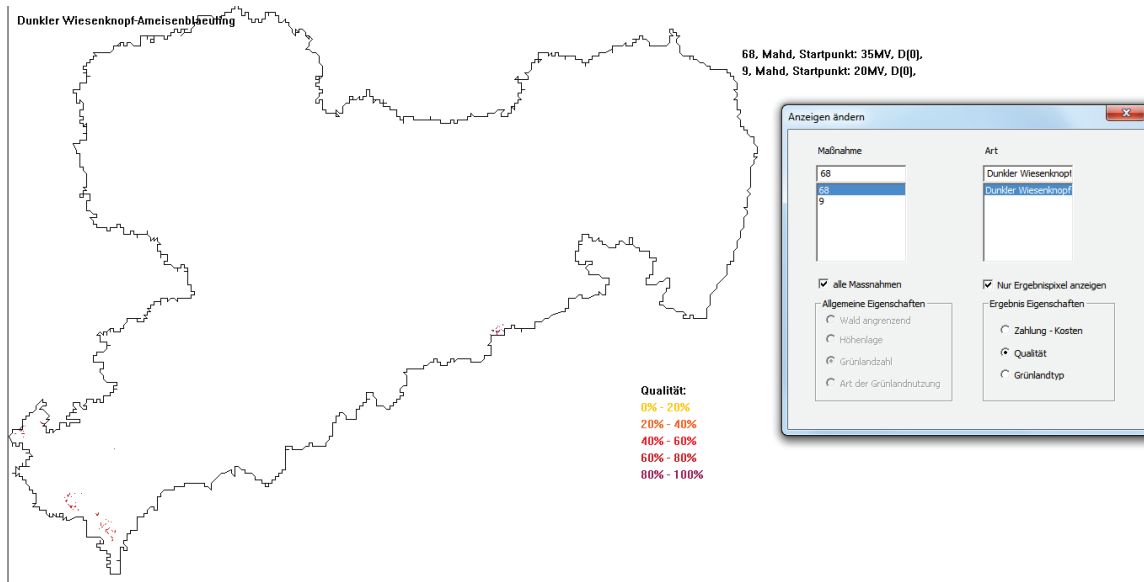 Dunkler Wiesenknopf-Ameisenblaeuling
68, Mahd, Startpunkt: 35MV, D(0),
9, Mahd, Startpunkt: 20MV, D(0),
Anzeigen ändern
Maßnahme
68
68
9
Art
Dunkler Wiesenknopf
Dunkler Wiesenknopf
alle Massnahmen
Nur Ergebnispixel anzeigen
Allgemeine Eigenschaften
Wald angrenzend
Höhenlage
Grünlandzahl
Art der Grünlandnutzung
Ergebnis Eigenschaften
Zahlung - Kosten
Qualität
Grünlandtyp
Qualität:
0% - 20%
20% - 40%
40% - 60%
60% - 80%
80% - 100%